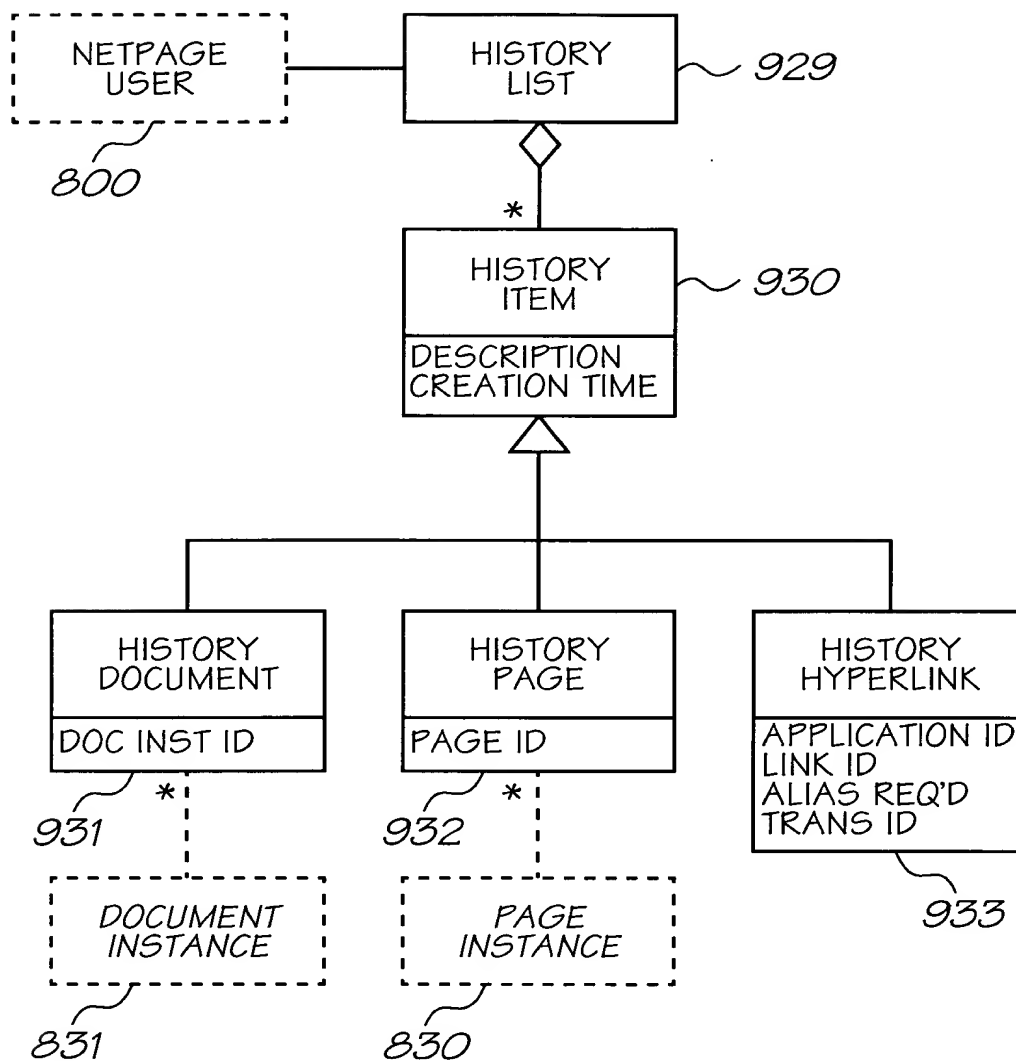 NETPAGE
USER
HISTORY
LIST
929
800
*
HISTORY
ITEM
930
DESCRIPTION
CREATION TIME
HISTORY
DOCUMENT
HISTORY
PAGE
HISTORY
HYPERLINK
DOC INST ID
PAGE ID
APPLICATION ID
LINK ID
ALIAS REQ'D
TRANS ID
*
*
931
932
933
DOCUMENT
INSTANCE
PAGE
INSTANCE
831
830